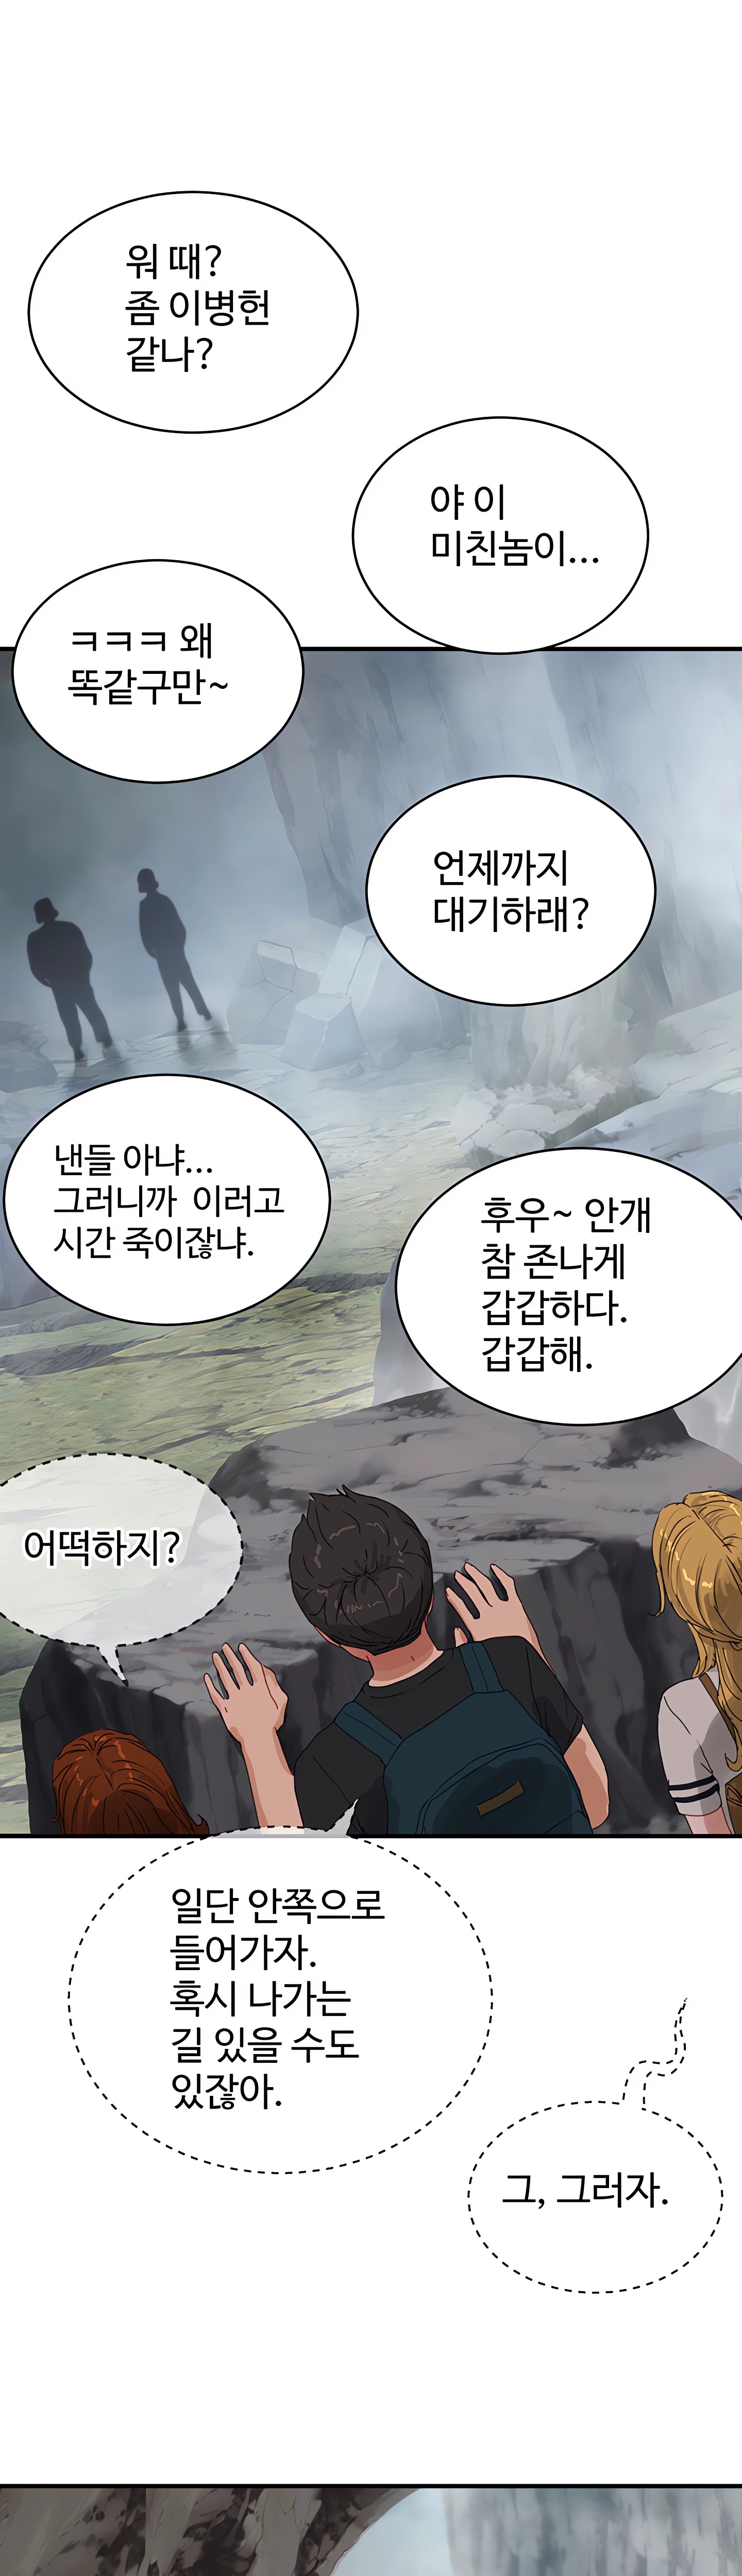 워 때?
좀 이병헌
같나?
야 이
미친놈이...
ㅋㅋㅋ 왜
똑같구만~
언제까지
대기하래?
낸들 아냐...
그러니까 이러고
시간 죽이잖냐.
후우~ 안개
참 존나게
갑갑하다.
갑갑해.
어떡하지?
일단 안쪽으로
들어가자.
혹시 나가는
길 있을 수도
있잖아.
그, 그러자.